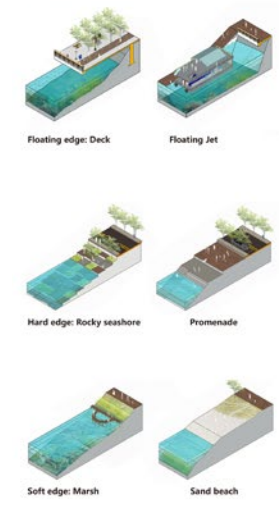 Floating edge: Deck
Floating Jet
Hard edge: Rocky seashore
Promenade
Soft edge: Marsh
Sand beach